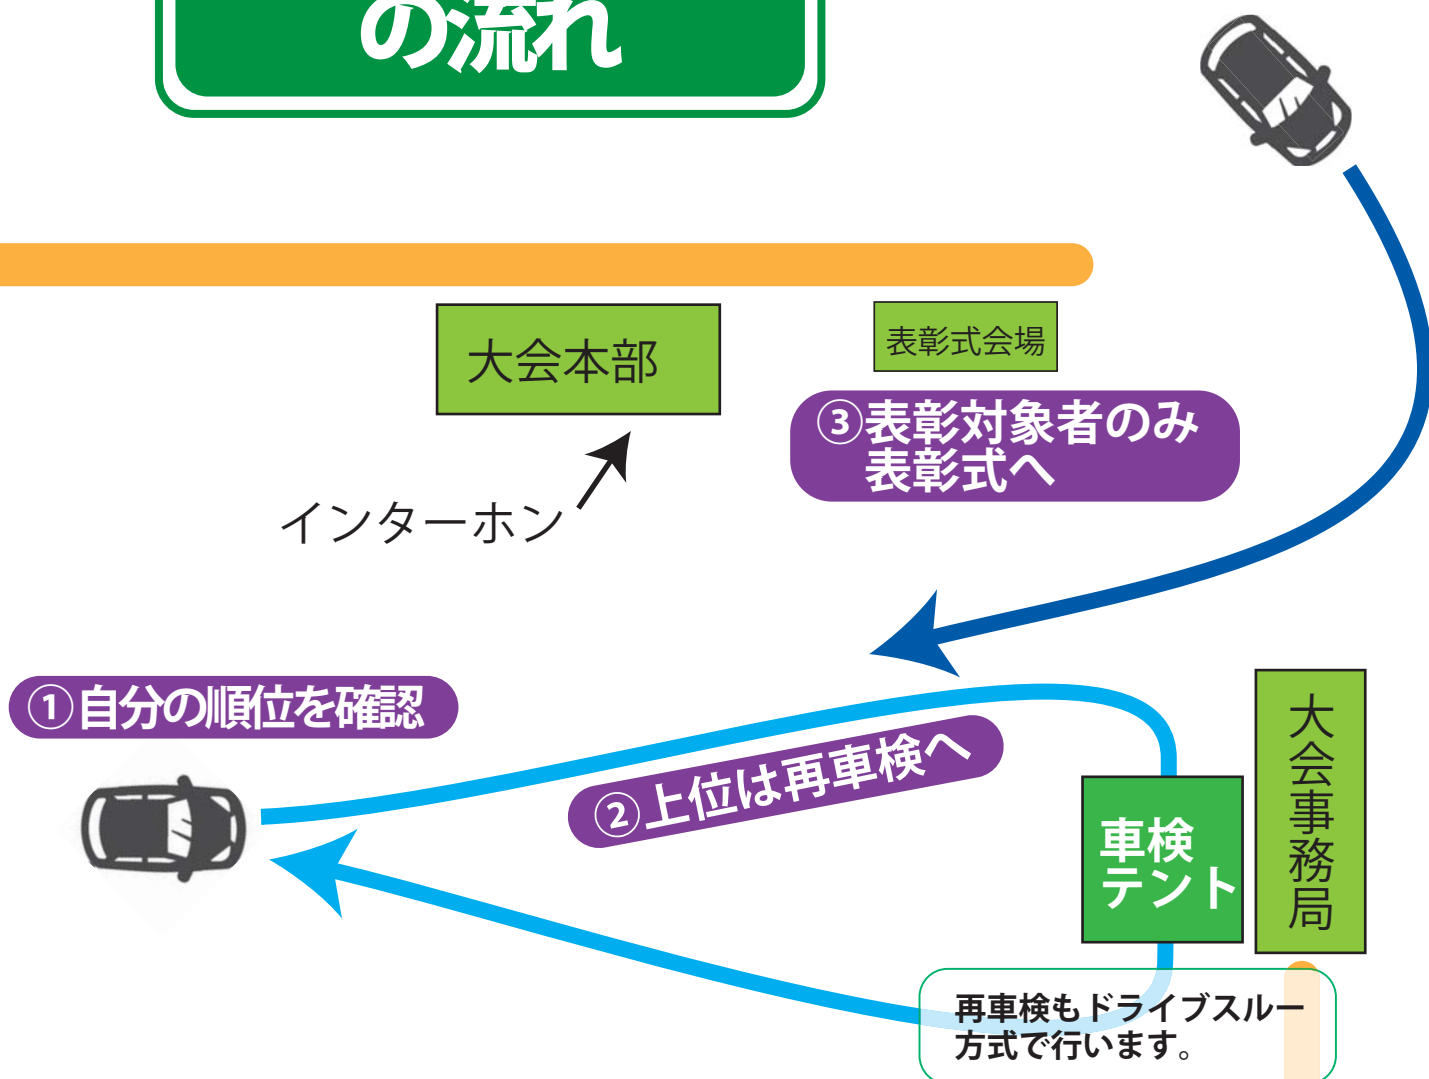 の流れ
大会本部
表彰式会場
③表彰対象者のみ
表彰式へ
インターホン
①自分の順位を確認
②上位は再車検へ
車検
テント
大会事務局
再車検もドライブスルー
方式で行います。